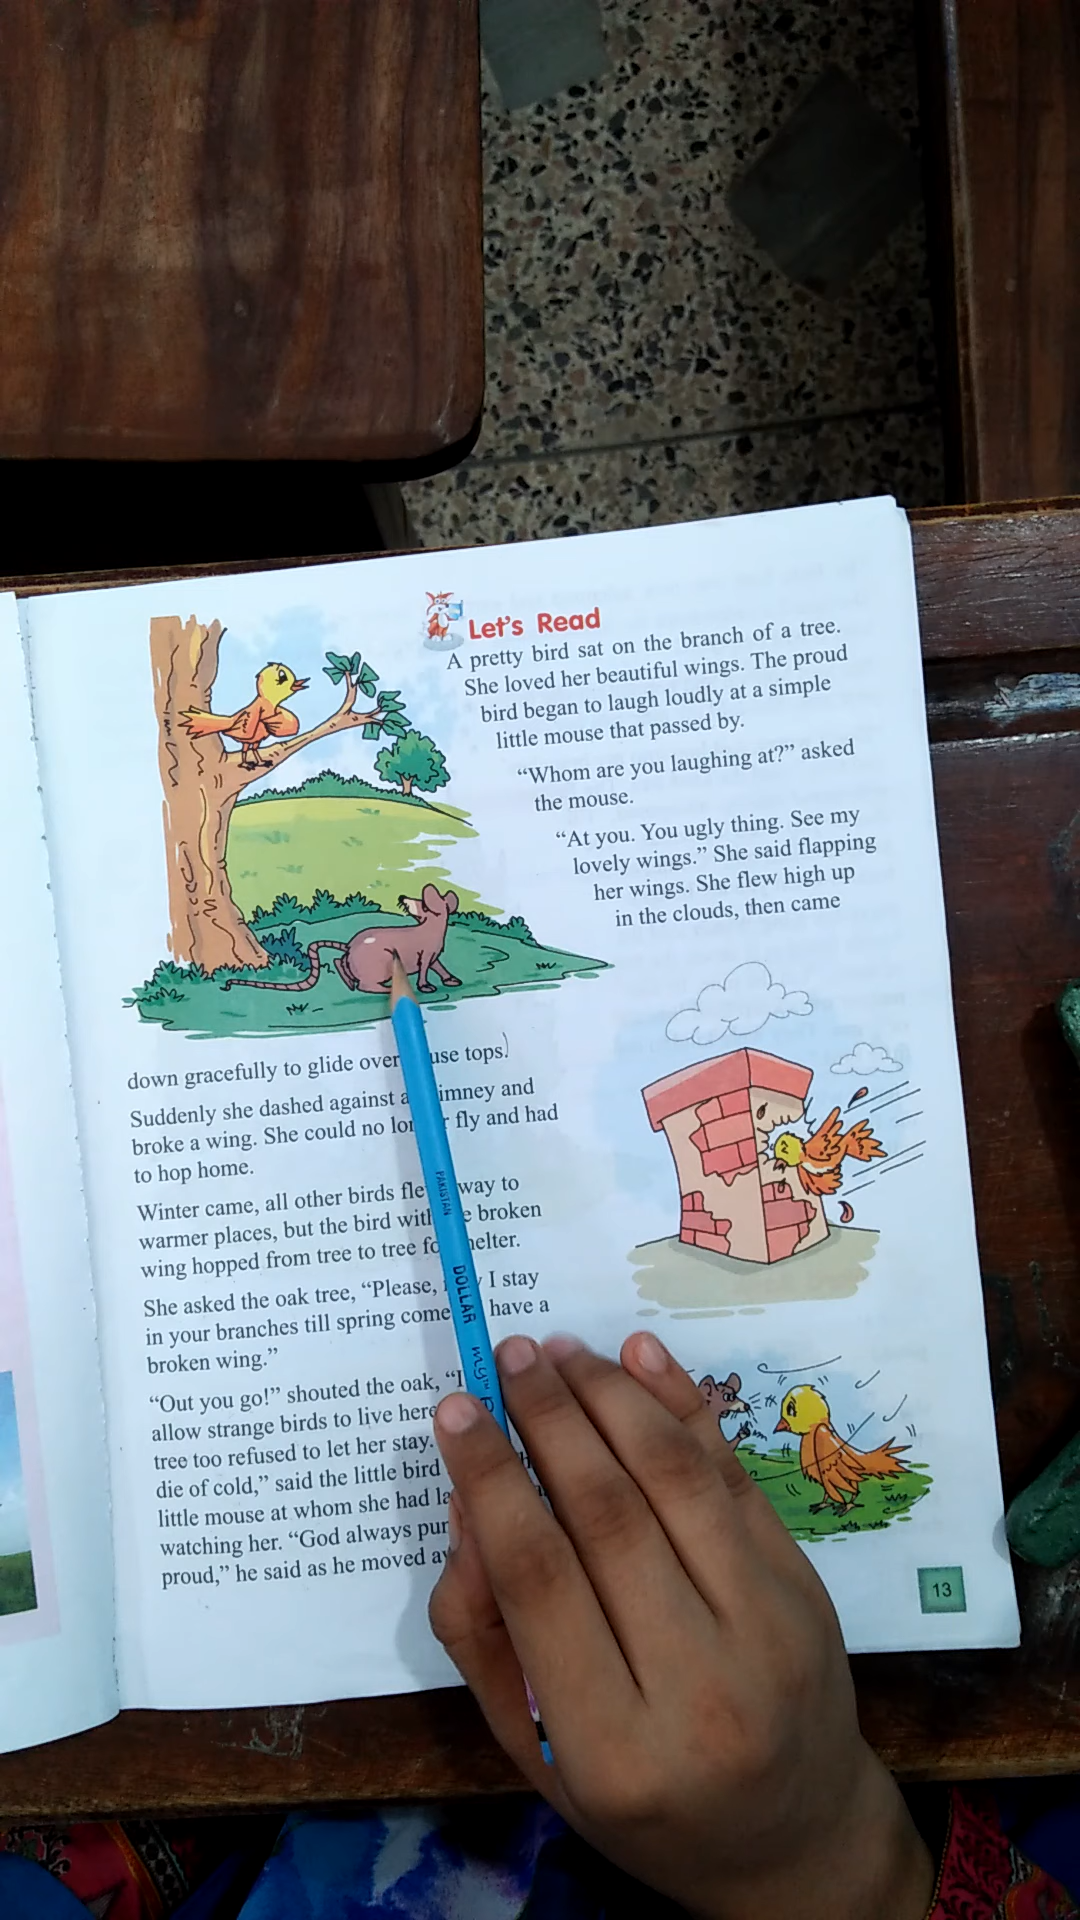 Let's Read
A pretty bird sat on the branch of a tree.
She loved her beautiful wings. The proud
bird began to laugh loudly at a simple
little mouse that passed by.
“Whom are you laughing at?” asked
the mouse.
“At you. You ugly thing. See my
lovely wings.” She said flapping
her wings. She flew high up
in the clouds, then came
down gracefully to glide over use tops.
Suddenly she dashed against a imney and
broke a wing. She could no lo fly and had
to hop home.
Winter came, all other birds fle way to
warmer places, but the bird with e broken
wing hopped from tree to tree fo helter.
She asked the oak tree, “Please, I stay
in your branches till spring come have a
broken wing.”
“Out you go!” shouted the oak, “I
allow strange birds to live here
tree too refused to let her stay.
die of cold,” said the little bird
little mouse at whom she had la
watching her. “God always pun
proud,” he said as he moved aw
PAKISTAN
DOLLAR
my™
13